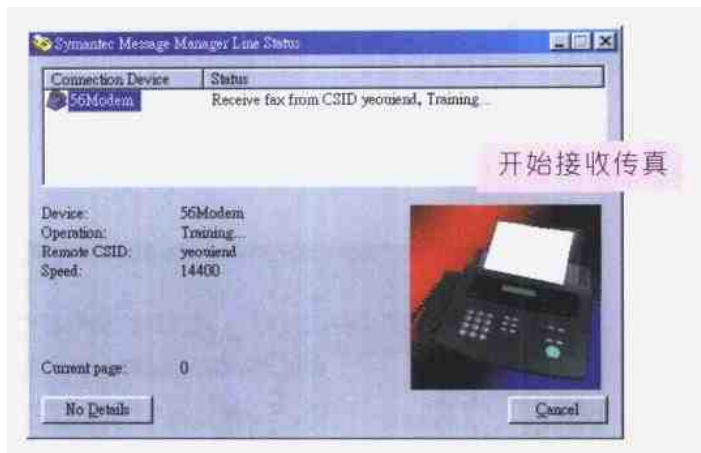 Symantec Message Manager Line Status
Connection Device Status
56Modem Receive fax from CSID yeouiend, Training...
开始接收传真
Device: 56Modem
Operation: Training...
Remote CSID: yeouiend
Speed: 14400
Current page: 0
No Details Cancel